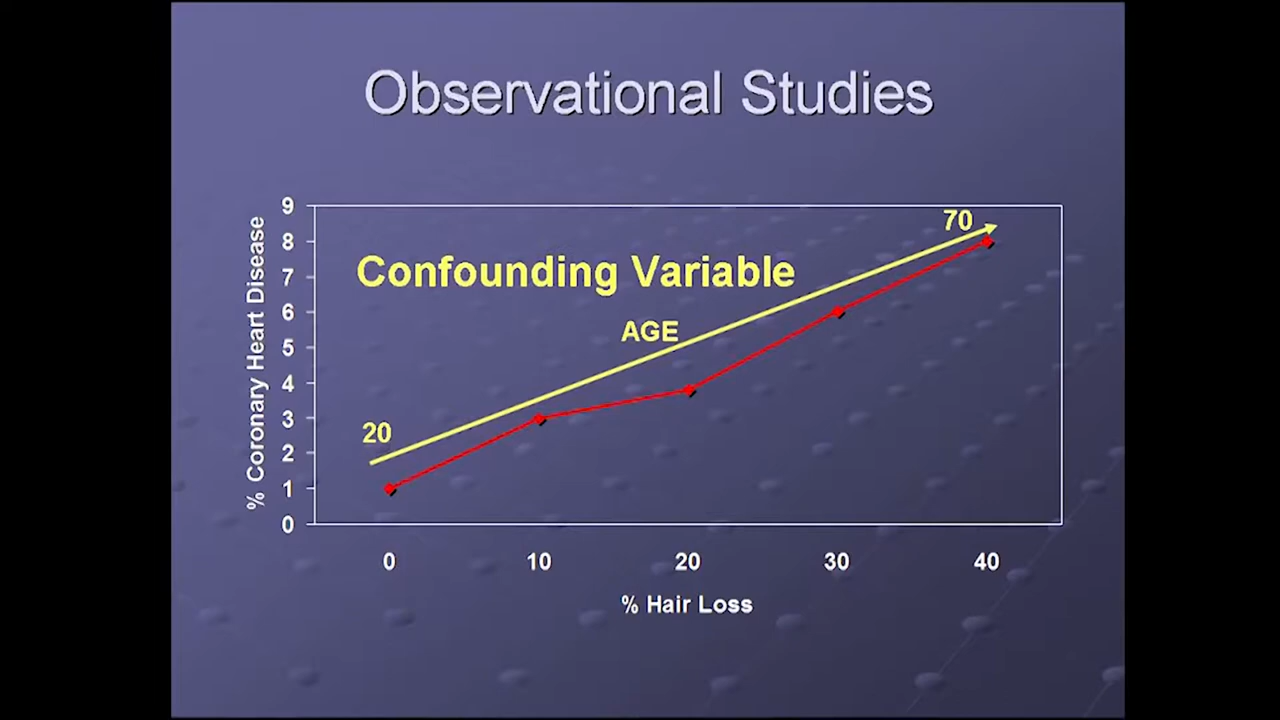 Observational Studies
% Coronary Heart Disease
9
8
7
6
5
4
3
2
1
0
Confounding Variable
AGE
20
70
0 10 20 30 40
% Hair Loss